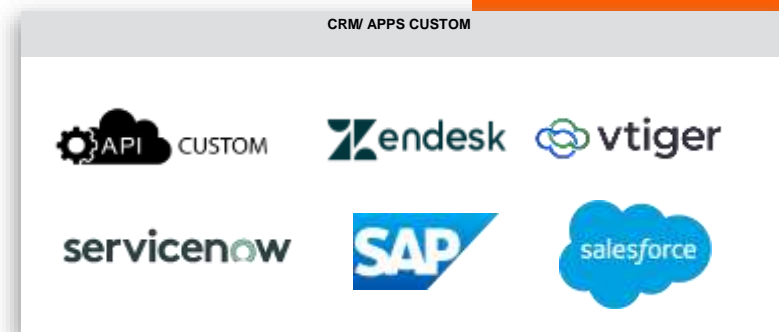 CRM/ APPS CUSTOM
API CUSTOM
zendesk
vtiger
servicenow
SAP
salesforce